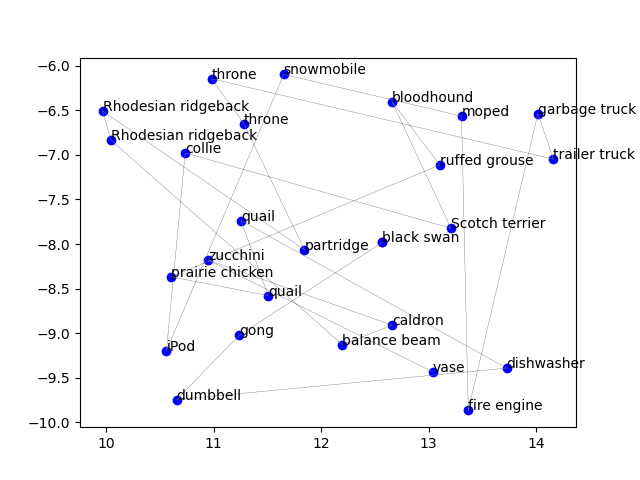 −6.0
snowmobile
throne
bloodhound
−6.5
Rhodesian ridgeback
moped
garbage truck
throne
Rhodesian ridgeback
−7.0
collie
ruffed grouse
trailer truck
−7.5
quail
Scotch terrier
−8.0
partridge
black swan
zucchini
prairie chicken
−8.5
quail
caldron
−9.0
gong
balance beam
iPod
−9.5
vase
dishwasher
dumbbell
fire engine
−10.0
10 11 12 13 14